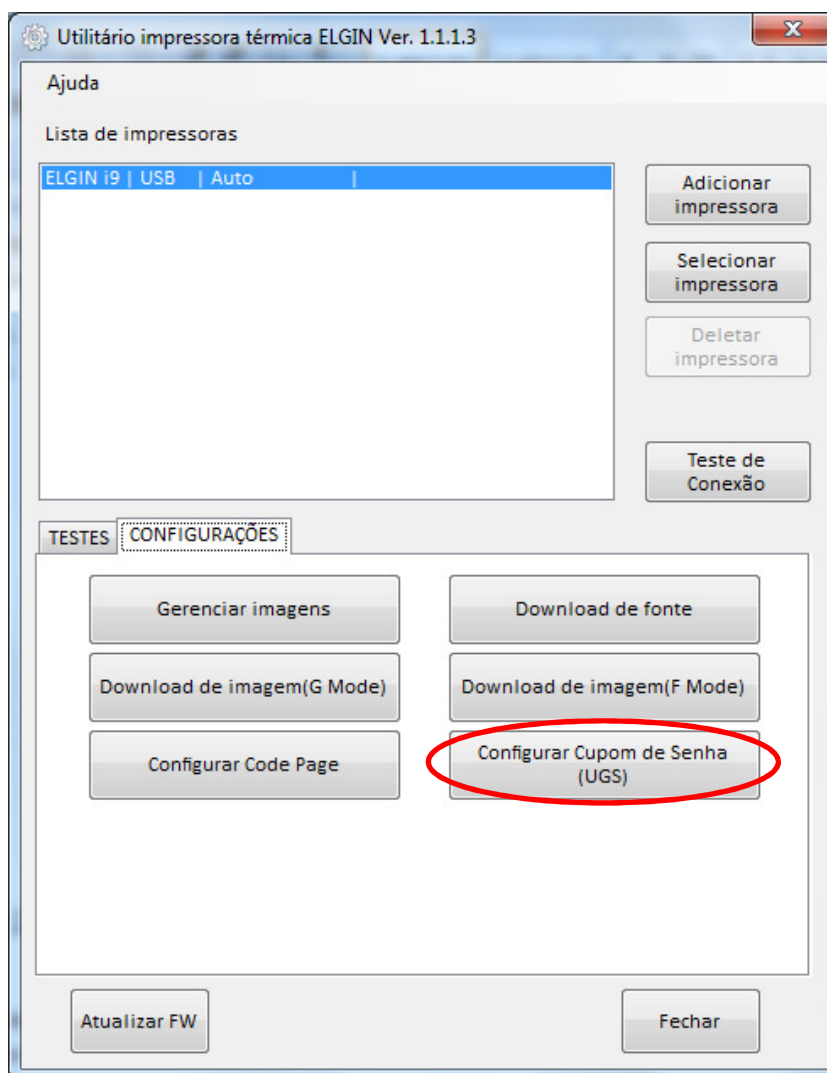 Utilitário impressora térmica ELGIN Ver. 1.1.1.3
Ajuda
Lista de impressoras
ELGIN i9 | USB | Auto |
Adicionar
impressora
Selecionar
impressora
Deletar
impressora
Teste de
Conexão
TESTES CONFIGURAÇÕES
Gerenciar imagens
Download de fonte
Download de imagem(G Mode)
Download de imagem(F Mode)
Configurar Code Page
Configurar Cupom de Senha
(UGS)
Atualizar FW
Fechar